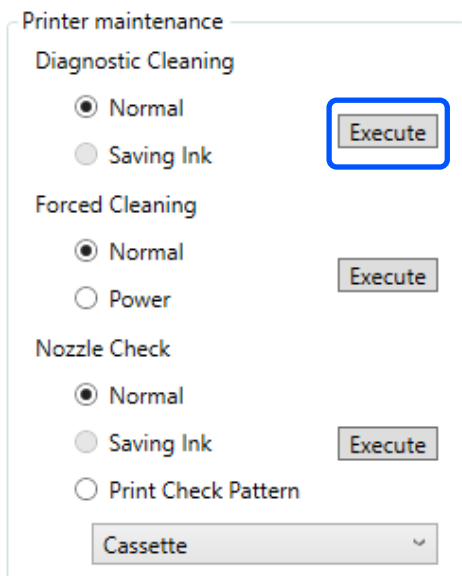 Printer maintenance
Diagnostic Cleaning
Normal
Execute
Saving Ink
Forced Cleaning
Normal
Execute
Power
Nozzle Check
Normal
Saving Ink
Execute
Print Check Pattern
Cassette